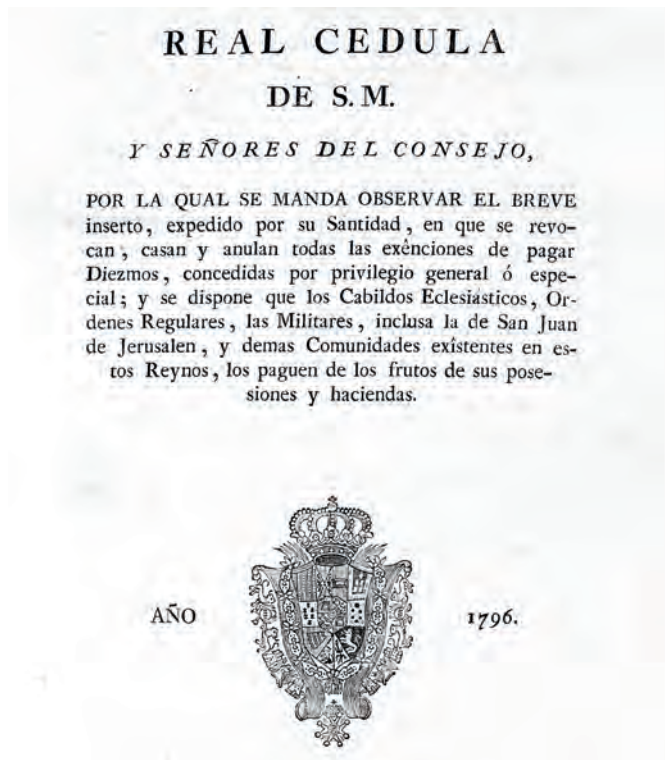 REAL CEDULA
DE S. M.
Y SEÑORES DEL CONSEJO,
POR LA QUAL SE MANDA OBSERVAR EL BREVE
inserto, expedido por su Santidad, en que se revo-
can, casan y anulan todas las exênciones de pagar
Diezmos, concedidas por privilegio general ó espe-
cial; y se dispone que los Cabildos Eclesiásticos, Or-
denes Regulares, las Militares, inclusa la de San Juan
de Jerusalen, y demas Comunidades exîstentes en es-
tos Reynos, los paguen de los frutos de sus pose-
siones y haciendas.
AÑO 1796.